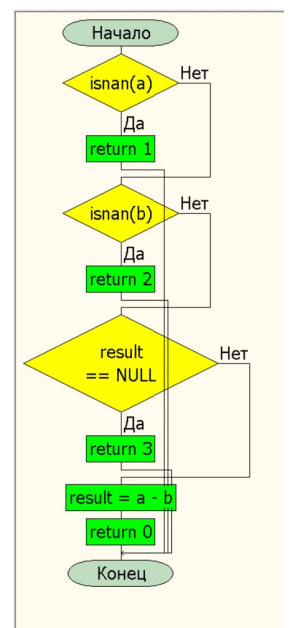 Начало
isnan(a)
Нет
Да
return 1
isnan(b)
Нет
Да
return 2
result
== NULL
Нет
Да
return 3
result = a - b
return 0
Конец